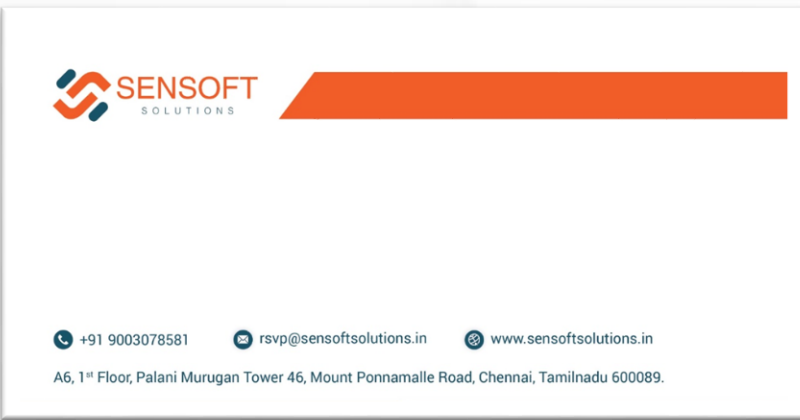 SENSOFT
SOLUTIONS
+91 9003078581 rsvp@sensoftsolutions.in www.sensoftsolutions.in
A6, 1st Floor, Palani Murugan Tower 46, Mount Ponnamalle Road, Chennai, Tamilnadu 600089.